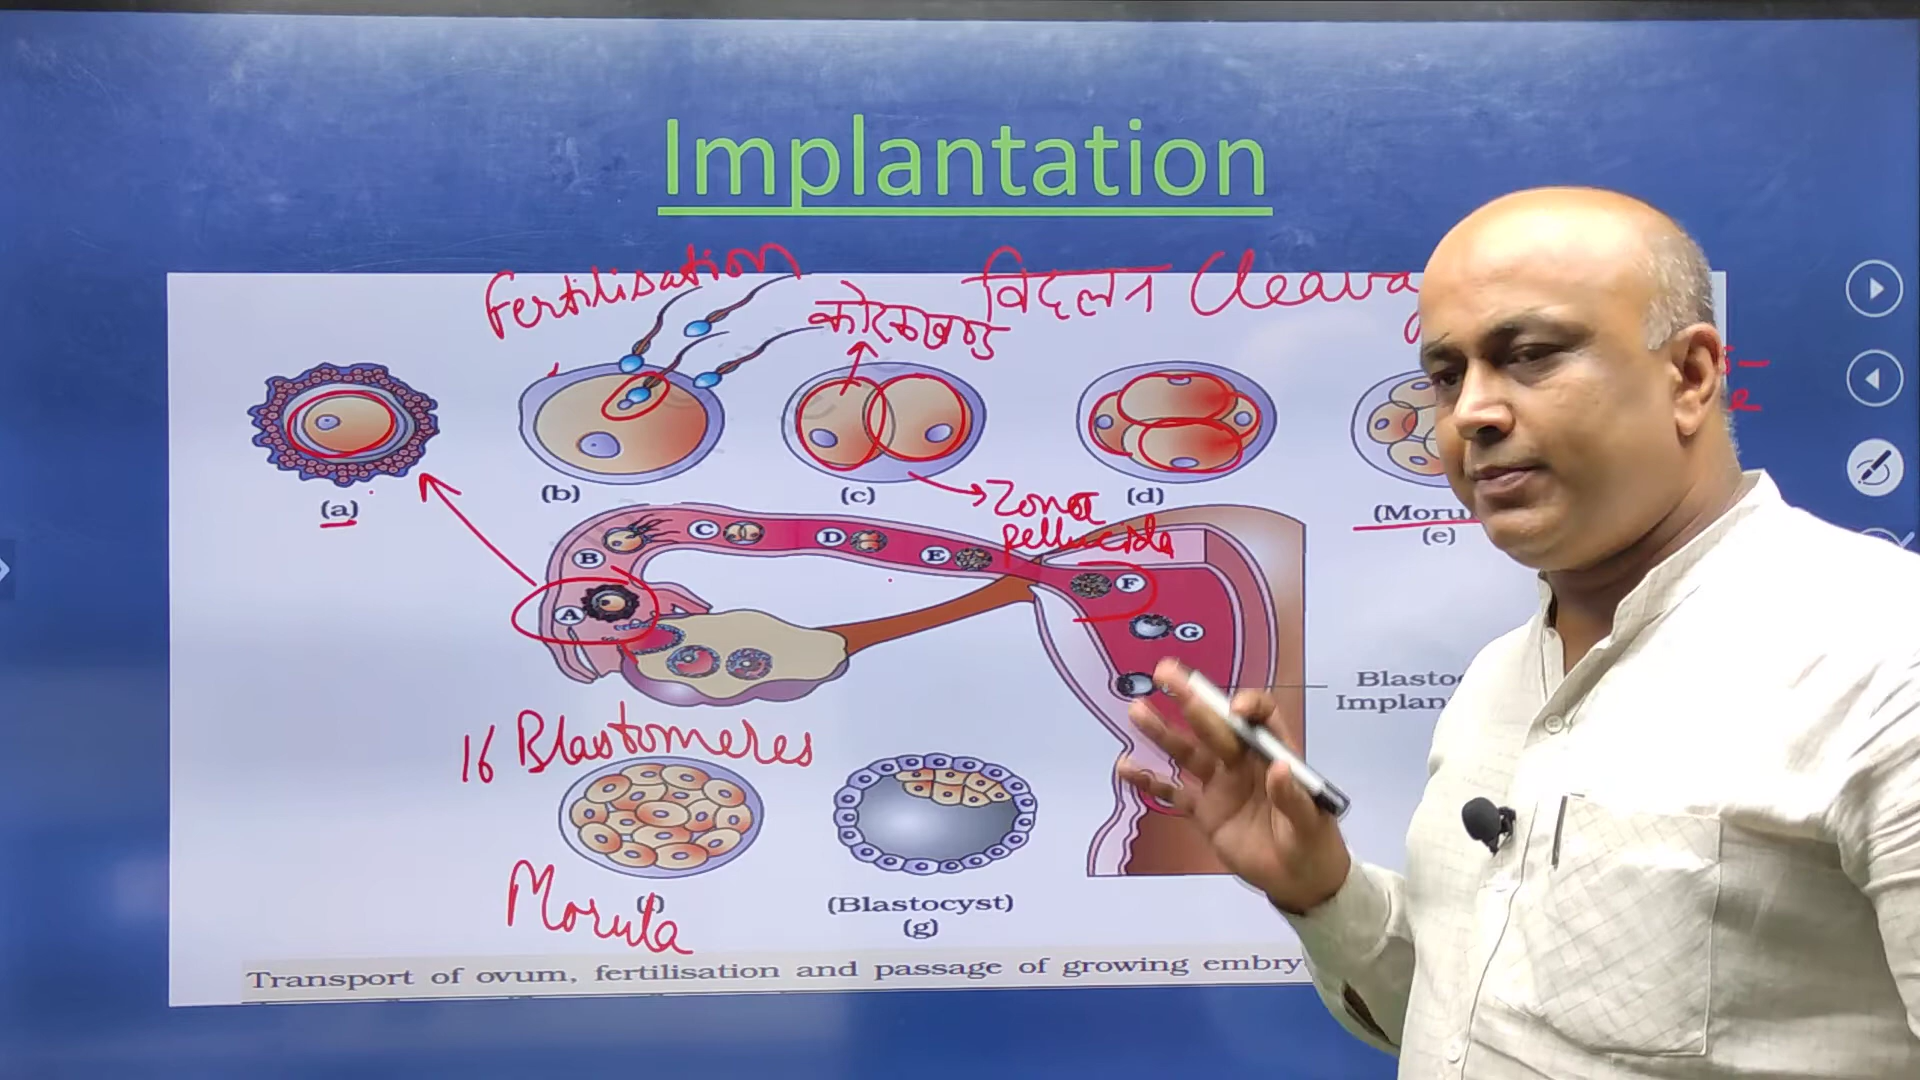 Implantation
Fertilisation
विदलन Cleavag
कोरकखण्ड
(a)
(b)
(c)
(d)
(Moru
(e)
Zona
pellucida
A
B
C
D
E
F
G
Blasto
Implan
16 Blastomeres
Morula
(Blastocyst)
(g)
Transport of ovum, fertilisation and passage of growing embry